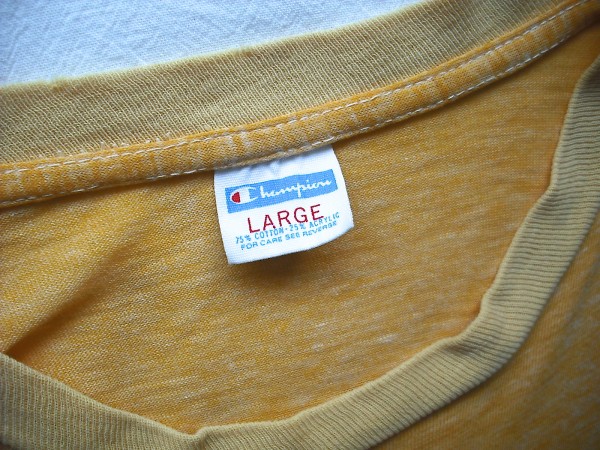 Champion
LARGE
75% COTTON-25% ACRYLIC
FOR CARE SEE REVERSE